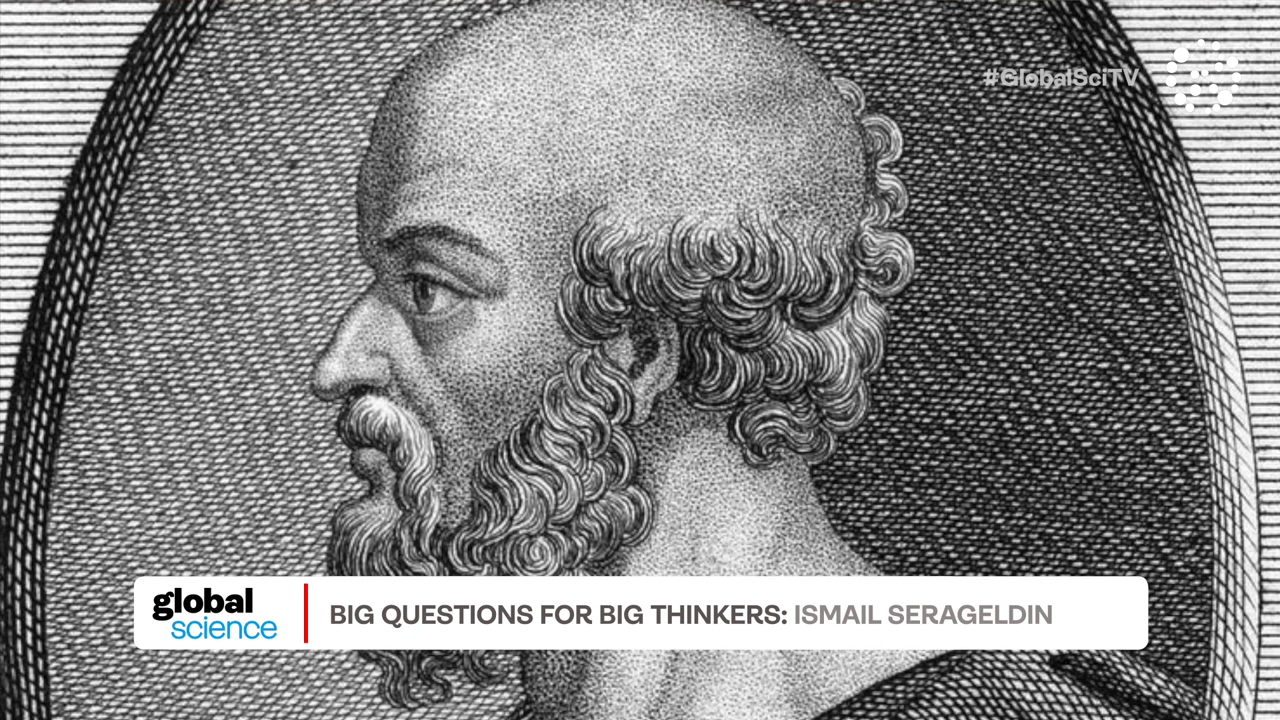 #GlobalSciTV
global
science
BIG QUESTIONS FOR BIG THINKERS: ISMAIL SERAGELDIN